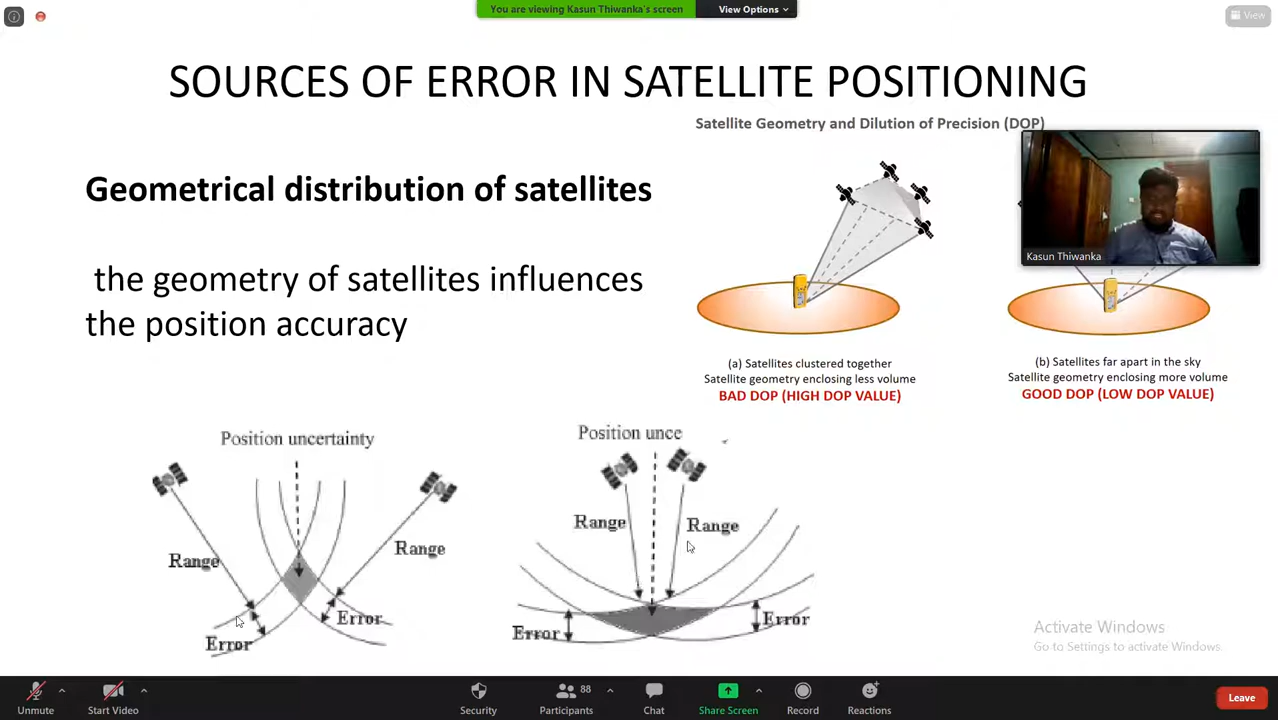 You are viewing Kasun Thiwanka's screen
View Options
View
SOURCES OF ERROR IN SATELLITE POSITIONING
Satellite Geometry and Dilution of Precision (DOP)
Geometrical distribution of satellites
the geometry of satellites influences
the position accuracy
Kasun Thiwanka
(a) Satellites clustered together
Satellite geometry enclosing less volume
BAD DOP (HIGH DOP VALUE)
(b) Satellites far apart in the sky
Satellite geometry enclosing more volume
GOOD DOP (LOW DOP VALUE)
Position uncertainty
Range
Range
Error
Error
Position unce
Range
Range
Error
Error
Activate Windows
Go to Settings to activate Windows.
Unmute
Start Video
Security
88
Participants
Chat
Share Screen
Record
Reactions
Leave